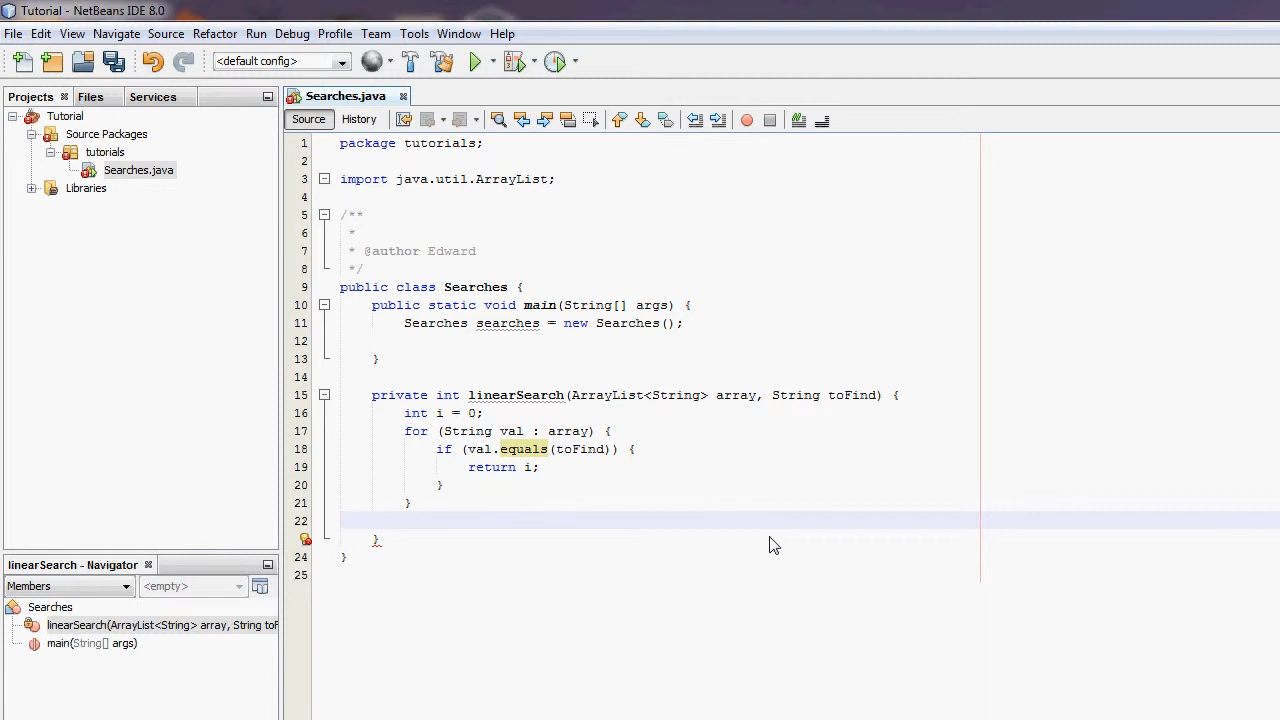 Tutorial - NetBeans IDE 8.0
File Edit View Navigate Source Refactor Run Debug Profile Team Tools Window Help
<default config>
Projects Files Services
Searches.java
Tutorial
Source Packages
tutorials
Searches.java
Libraries
Source History
1 package tutorials;
2
3 import java.util.ArrayList;
4
5 /**
6 *
7 * @author Edward
8 */
9 public class Searches {
10 public static void main(String[] args) {
11 Searches searches = new Searches();
12
13 }
14
15 private int linearSearch(ArrayList<String> array, String toFind) {
16 int i = 0;
17 for (String val : array) {
18 if (val.equals(toFind)) {
19 return i;
20 }
21 }
22
}
24 }
25
linearSearch - Navigator
Members <empty>
Searches
linearSearch(ArrayList<String> array, String toF
main(String[] args)